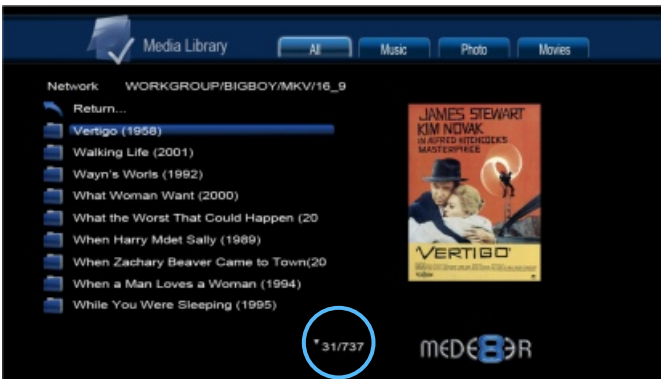 Media Library
All
Music
Photo
Movies
Network WORKGROUP/BIGBOY/MKV/16_9
Return...
Vertigo (1958)
Walking Life (2001)
Wayn's Worls (1992)
What Woman Want (2000)
What the Worst That Could Happen (20
When Harry Mdet Sally (1989)
When Zachary Beaver Came to Town(20
When a Man Loves a Woman (1994)
While You Were Sleeping (1995)
JAMES STEWART
KIM NOVAK
IN ALFRED HITCHCOCK'S
MASTERPIECE
'VERTIGO'
31/737
MEDE8ER